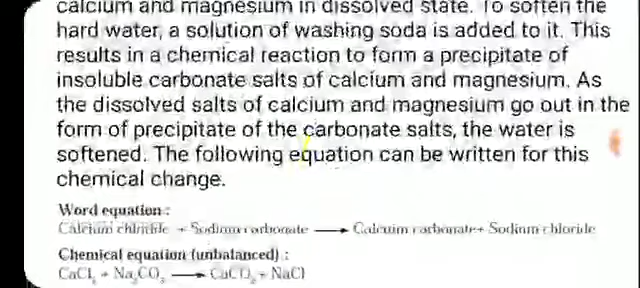 calcium and magnesium in dissolved state. To soften the
hard water, a solution of washing soda is added to it. This
results in a chemical reaction to form a precipitate of
insoluble carbonate salts of calcium and magnesium. As
the dissolved salts of calcium and magnesium go out in the
form of precipitate of the carbonate salts, the water is
softened. The following equation can be written for this
chemical change.
Word equation :
Calcium chloride + Sodium carbonate ⟶ Calcuim carbonate+ Sodium chloride
Chemical equation (unbalanced) :
CaCl₂ + Na₂CO₃ ⟶ CaCO₃ + NaCl